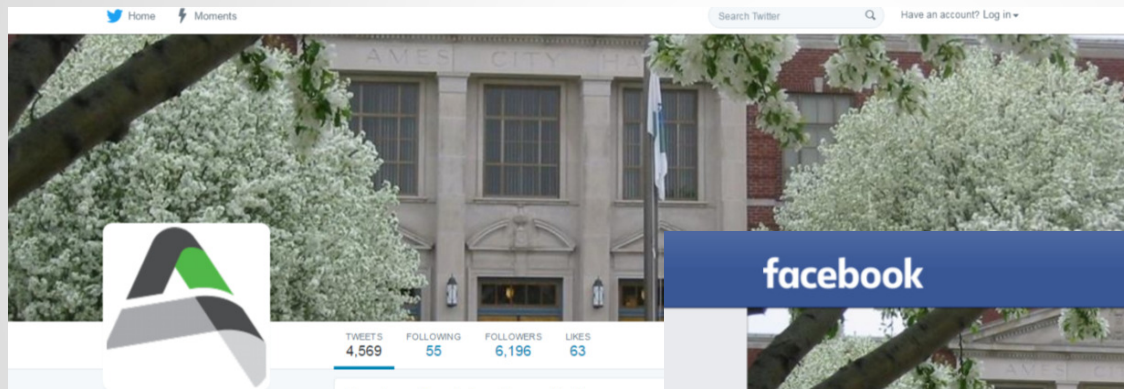 Home Moments Search Twitter Have an account? Log in
AMES CITY HA
TWEETS FOLLOWING FOLLOWERS LIKES
4,569 55 6,196 63
facebook